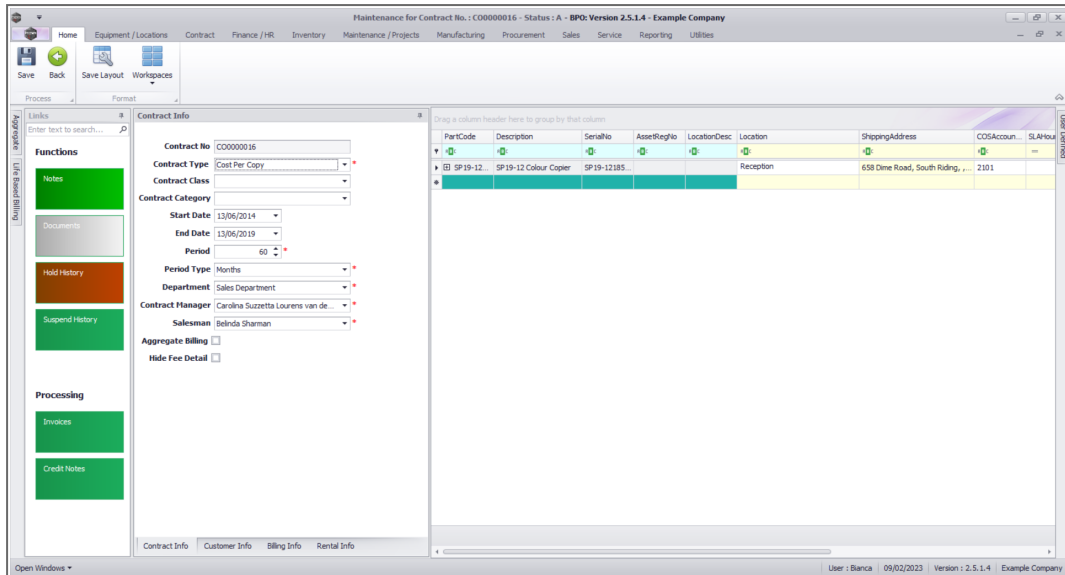 Maintenance for Contract No. : CO0000016 - Status : A - BPO: Version 2.5.1.4 - Example Company
Home Equipment / Locations Contract Finance / HR Inventory Maintenance / Projects Manufacturing Procurement Sales Service Reporting Utilities
Save Back Save Layout Workspaces
Process Format
Aggregate
Life Based Billing
Links
Enter text to search...
Functions
Notes
Documents
Hold History
Suspend History
Processing
Invoices
Credit Notes
Contract Info
Contract No CO0000016
Contract Type Cost Per Copy *
Contract Class
Contract Category
Start Date 13/06/2014
End Date 13/06/2019
Period 60 *
Period Type Months *
Department Sales Department *
Contract Manager Carolina Suzzetta Lourens van de... *
Salesman Belinda Sharman *
Aggregate Billing
Hide Fee Detail
Contract Info Customer Info Billing Info Rental Info
Drag a column header here to group by that column
PartCode Description SerialNo AssetRegNo LocationDesc Location ShippingAddress COSAccoun... SLAHou
SP19-12... SP19-12 Colour Copier SP19-12185... Reception 658 Dime Road, South Riding, ,... 2101
User Defined
Open Windows User : Bianca 09/02/2023 Version : 2.5.1.4 Example Company